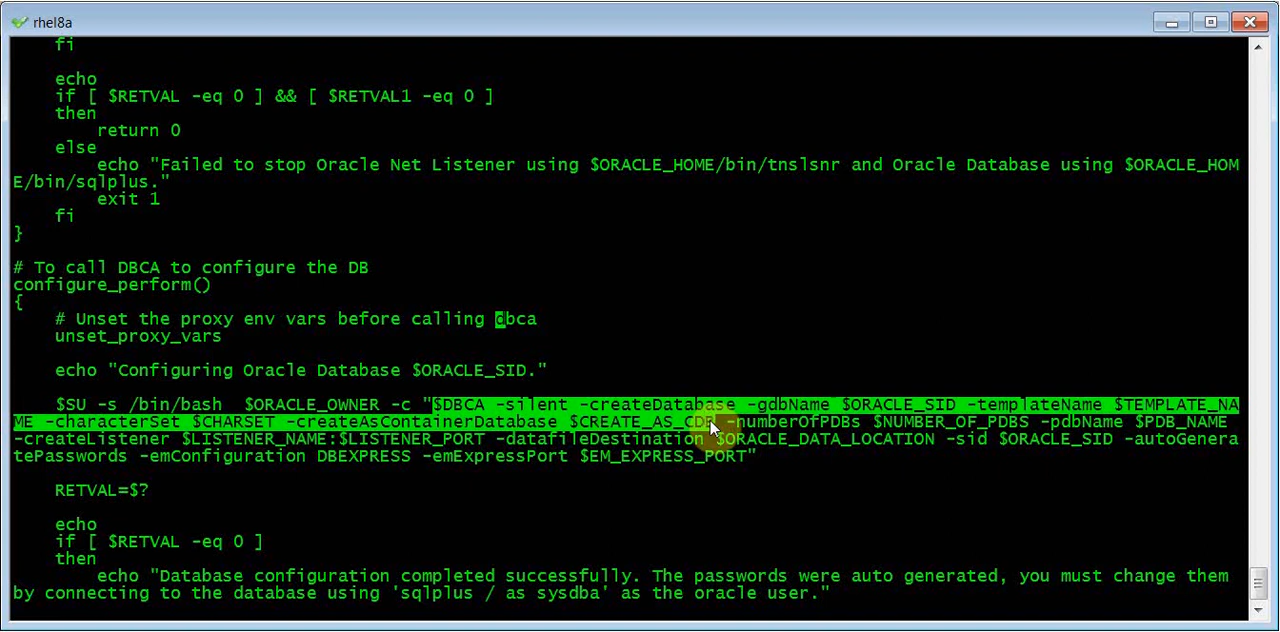 rhel8a
fi
echo
if [ $RETVAL -eq 0 ] && [ $RETVAL1 -eq 0 ]
then
return 0
else
echo "Failed to stop Oracle Net Listener using $ORACLE_HOME/bin/tnslsnr and Oracle Database using $ORACLE_HOM
E/bin/sqlplus."
exit 1
fi
}
# To call DBCA to configure the DB
configure_perform()
{
# Unset the proxy env vars before calling dbca
unset_proxy_vars
echo "Configuring Oracle Database $ORACLE_SID."
$SU -s /bin/bash  $ORACLE_OWNER -c "$DBCA -silent -createDatabase -gdbName $ORACLE_SID -templateName $TEMPLATE_NA
ME -characterSet $CHARSET -createAsContainerDatabase $CREATE_AS_CDB -numberOfPDBs $NUMBER_OF_PDBS -pdbName $PDB_NAME
-createListener $LISTENER_NAME:$LISTENER_PORT -datafileDestination $ORACLE_DATA_LOCATION -sid $ORACLE_SID -autoGenera
tePasswords -emConfiguration DBEXPRESS -emExpressPort $EM_EXPRESS_PORT"
RETVAL=$?
echo
if [ $RETVAL -eq 0 ]
then
echo "Database configuration completed successfully. The passwords were auto generated, you must change them
by connecting to the database using 'sqlplus / as sysdba' as the oracle user."